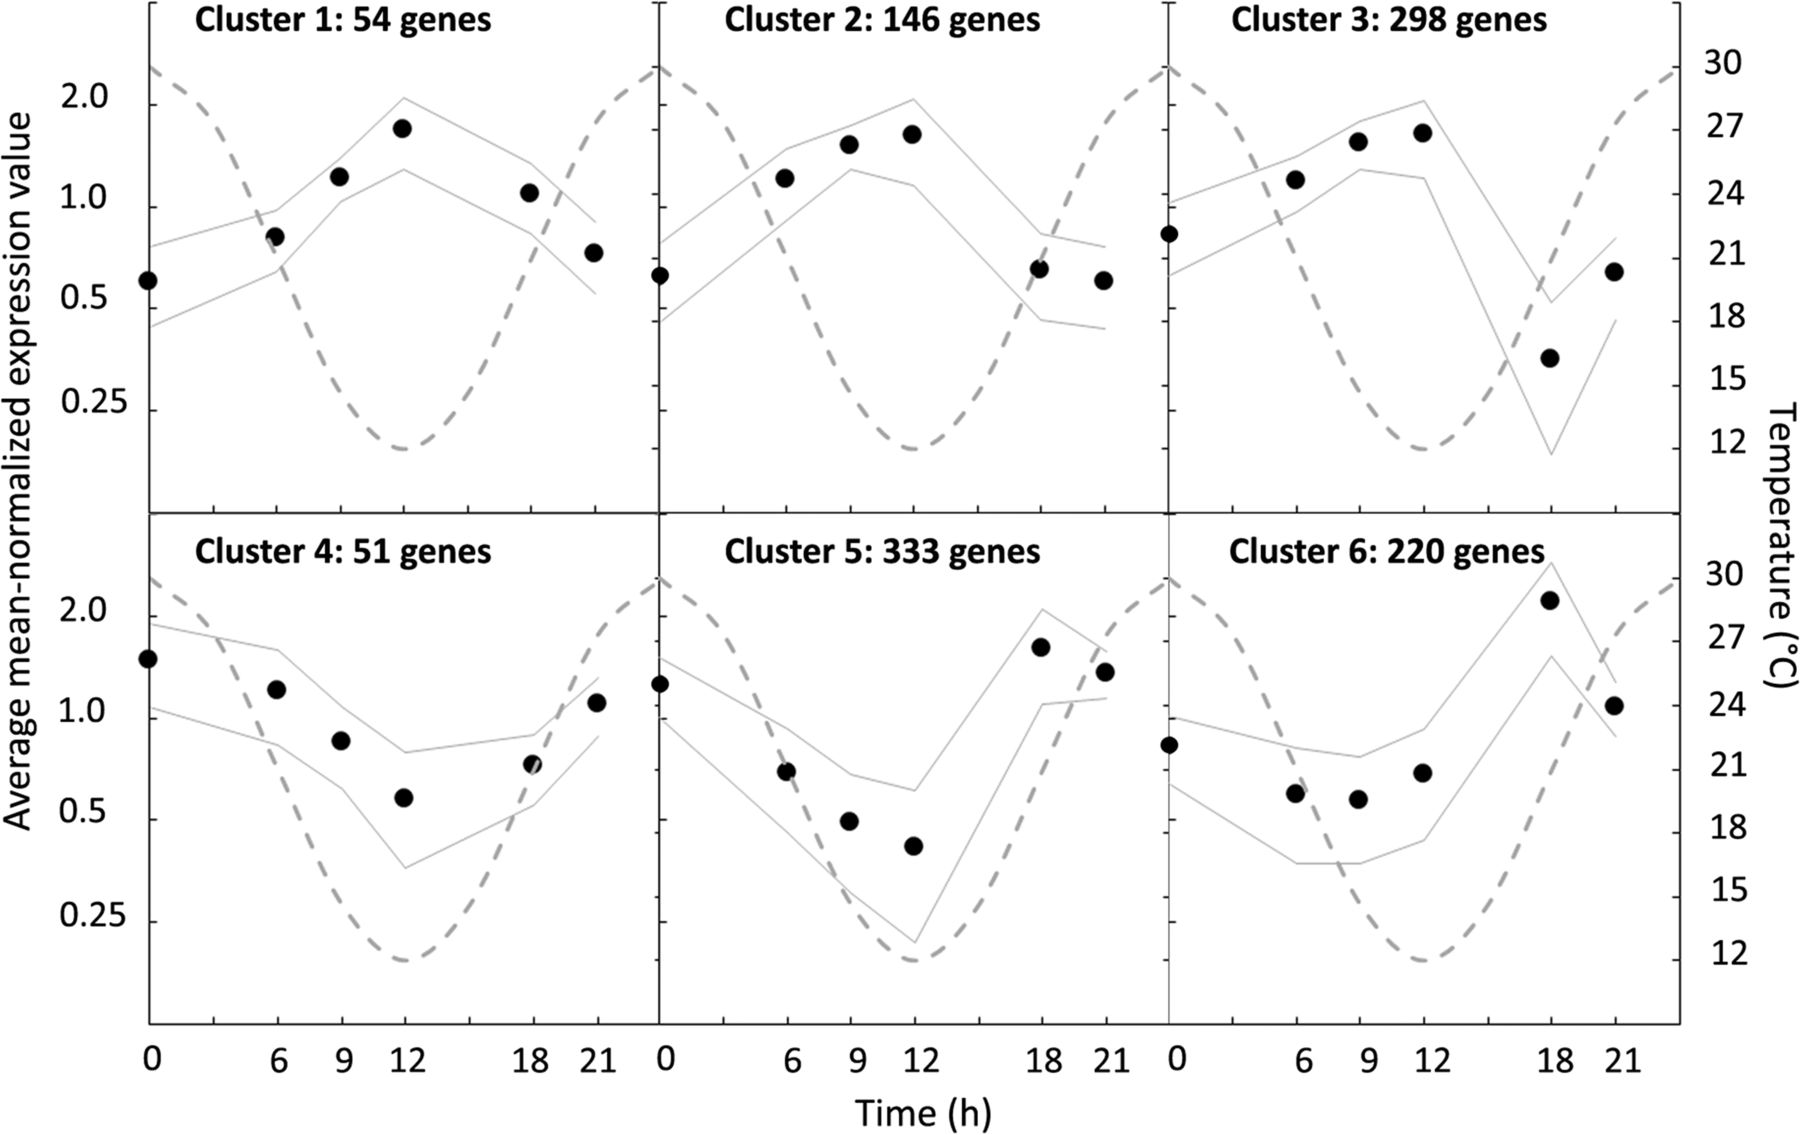 Cluster 1: 54 genes
Cluster 2: 146 genes
Cluster 3: 298 genes
Average mean-normalized expression value
2.0
1.0
0.5
0.25
30
27
24
21
18
15
12
Temperature (°C)
Cluster 4: 51 genes
Cluster 5: 333 genes
Cluster 6: 220 genes
2.0
1.0
0.5
0.25
30
27
24
21
18
15
12
0 6 9 12 18 21 0 6 9 12 18 21 0 6 9 12 18 21
Time (h)